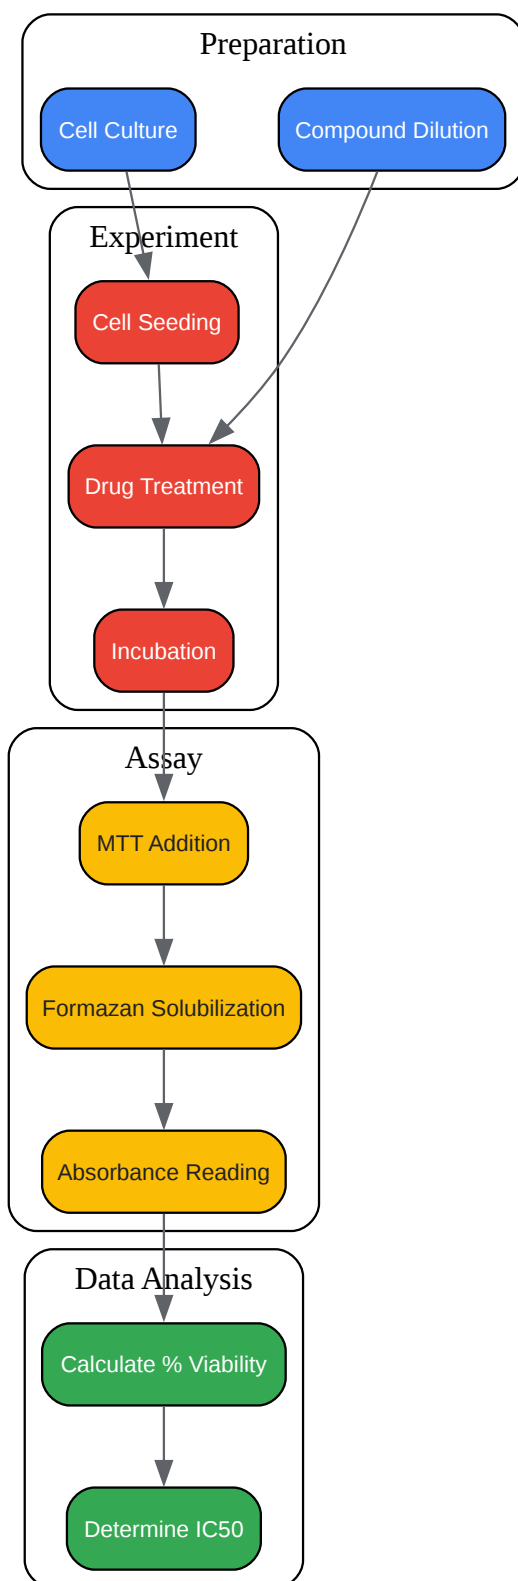 Preparation
Cell Culture
Compound Dilution
Experiment
Cell Seeding
Drug Treatment
Incubation
Assay
MTT Addition
Formazan Solubilization
Absorbance Reading
Data Analysis
Calculate % Viability
Determine IC50